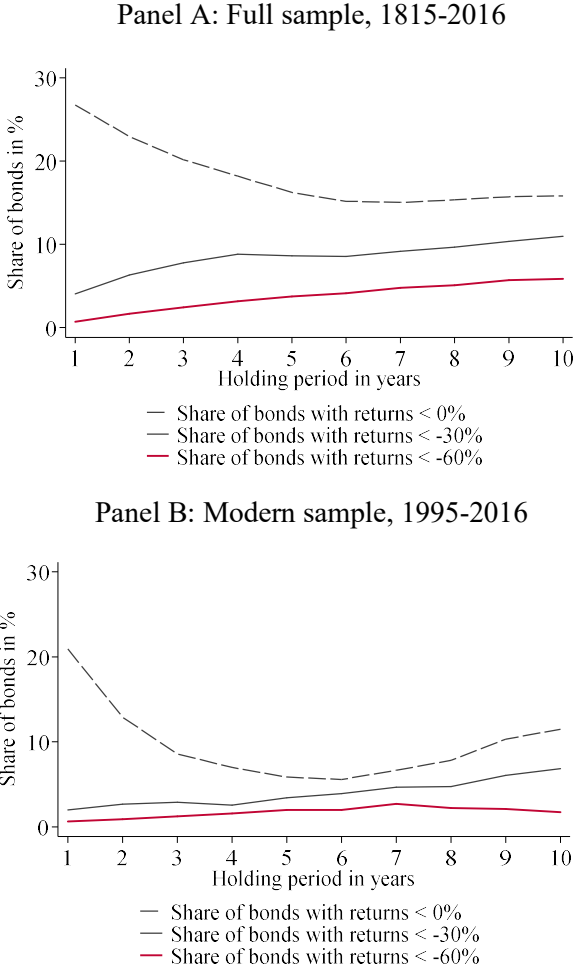 Panel A: Full sample, 1815-2016
Share of bonds in %
30
20
10
0
1 2 3 4 5 6 7 8 9 10
Holding period in years
Share of bonds with returns < 0%
Share of bonds with returns < -30%
Share of bonds with returns < -60%
Panel B: Modern sample, 1995-2016
Share of bonds in %
30
20
10
0
1 2 3 4 5 6 7 8 9 10
Holding period in years
Share of bonds with returns < 0%
Share of bonds with returns < -30%
Share of bonds with returns < -60%